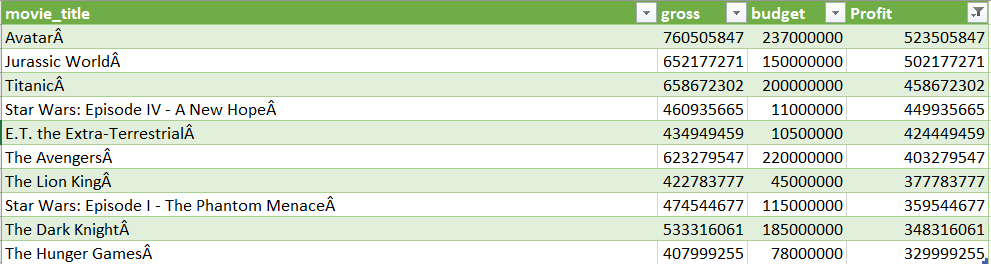 movie_title gross budget Profit
AvatarÂ 760505847 237000000 523505847
Jurassic WorldÂ 652177271 150000000 502177271
TitanicÂ 658672302 200000000 458672302
Star Wars: Episode IV - A New HopeÂ 460935665 11000000 449935665
E.T. the Extra-TerrestrialÂ 434949459 10500000 424449459
The AvengersÂ 623279547 220000000 403279547
The Lion KingÂ 422783777 45000000 377783777
Star Wars: Episode I - The Phantom MenaceÂ 474544677 115000000 359544677
The Dark KnightÂ 533316061 185000000 348316061
The Hunger GamesÂ 407999255 78000000 329999255